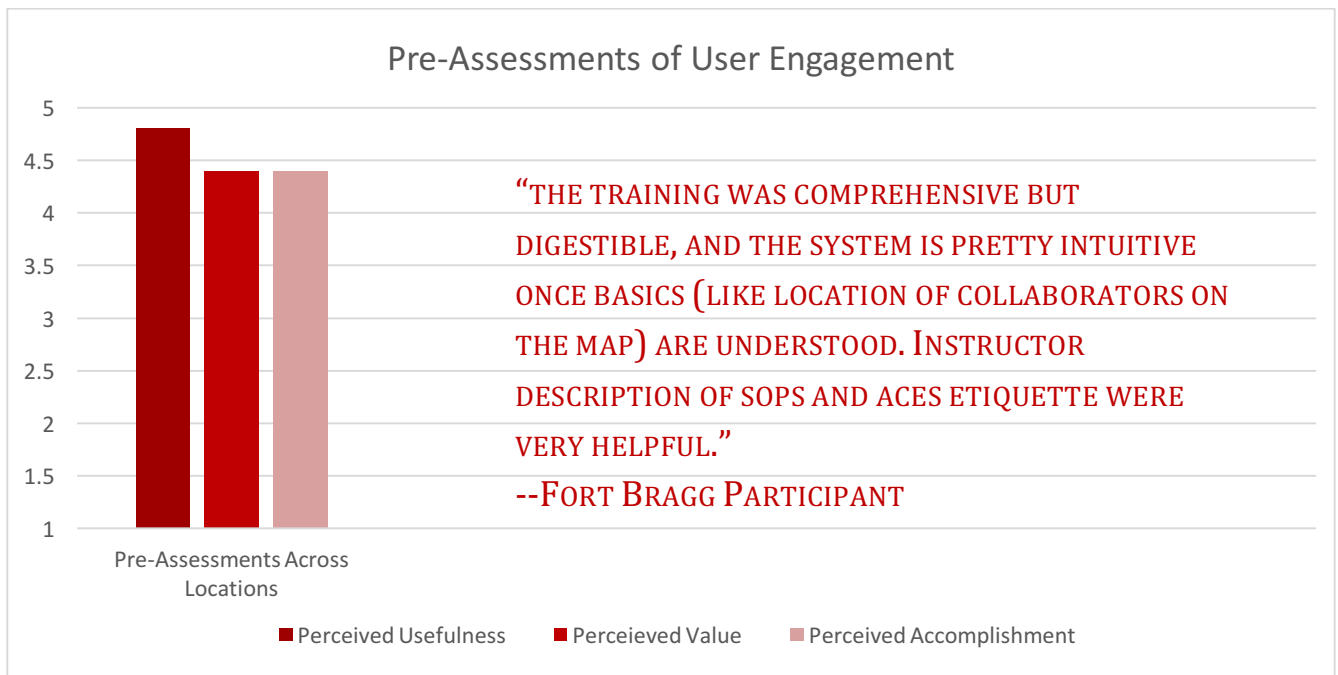 Pre-Assessments of User Engagement
5
4.5
4
3.5
3
2.5
2
1.5
1
“THE TRAINING WAS COMPREHENSIVE BUT
DIGESTIBLE, AND THE SYSTEM IS PRETTY INTUITIVE
ONCE BASICS (LIKE LOCATION OF COLLABORATORS ON
THE MAP) ARE UNDERSTOOD. INSTRUCTOR
DESCRIPTION OF SOPS AND ACES ETIQUETTE WERE
VERY HELPFUL.”
--FORT BRAGG PARTICIPANT
Pre-Assessments Across
Locations
Perceived Usefulness Perceieved Value Perceived Accomplishment